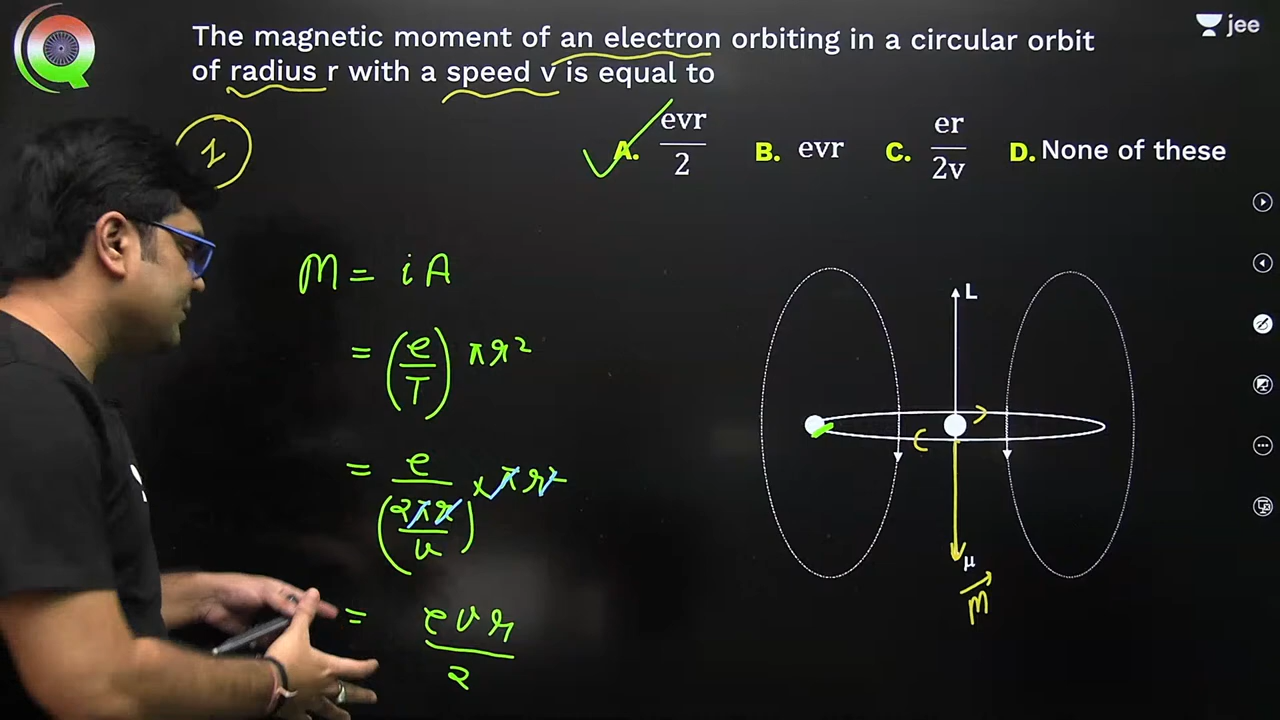 The magnetic moment of an electron orbiting in a circular orbit
of radius r with a speed v is equal to
jee
1
A. evr/2 B. evr C. er/2v D. None of these
M = iA
= (e/T) πr²
= e/(2πr/v) × πr²
= evr/2
L
μ
M⃗